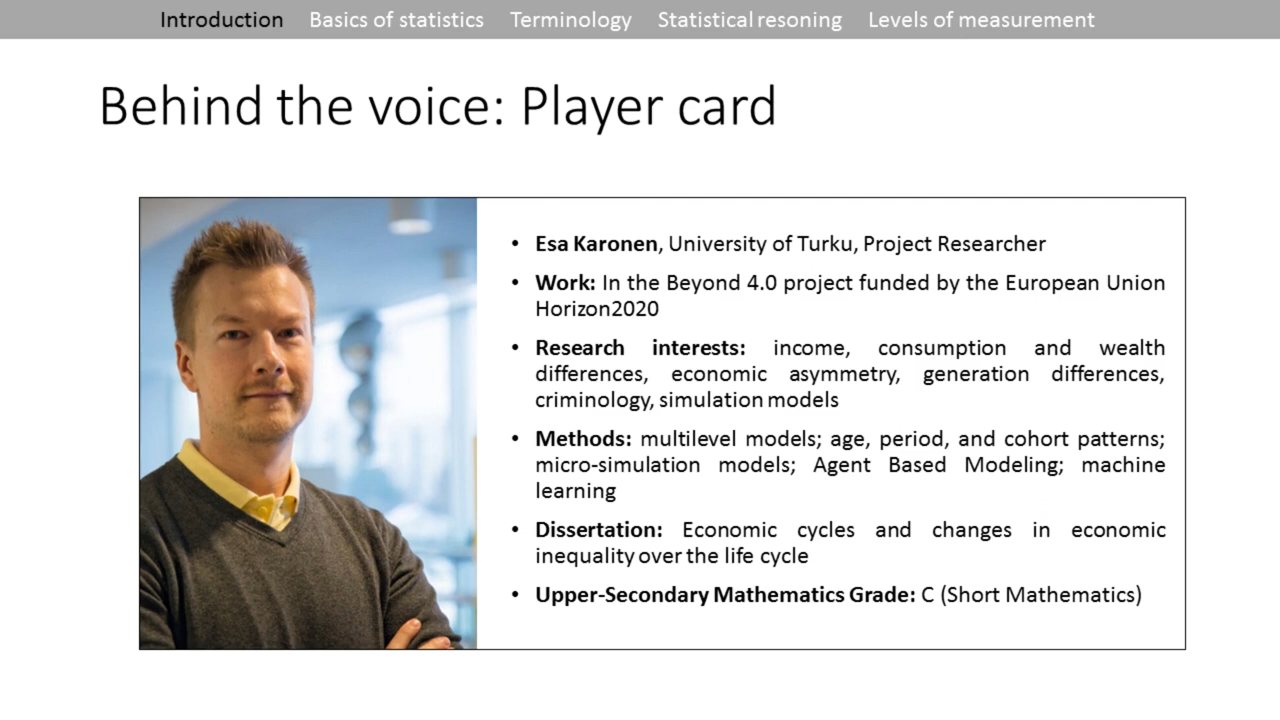 Introduction Basics of statistics Terminology Statistical resoning Levels of measurement
Behind the voice: Player card
• Esa Karonen, University of Turku, Project Researcher
• Work: In the Beyond 4.0 project funded by the European Union
Horizon2020
• Research interests: income, consumption and wealth
differences, economic asymmetry, generation differences,
criminology, simulation models
• Methods: multilevel models; age, period, and cohort patterns;
micro-simulation models; Agent Based Modeling; machine
learning
• Dissertation: Economic cycles and changes in economic
inequality over the life cycle
• Upper-Secondary Mathematics Grade: C (Short Mathematics)